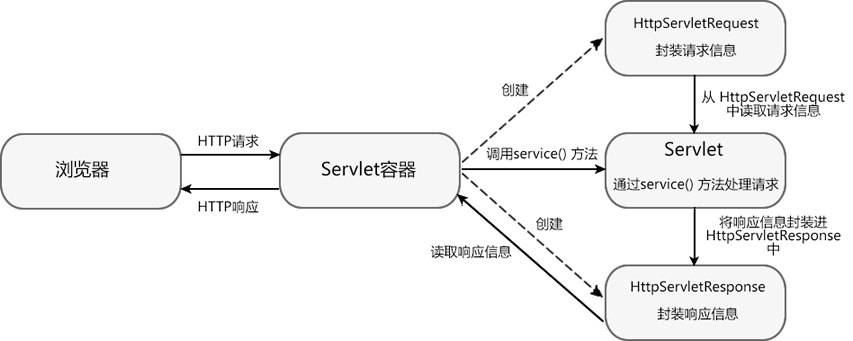 HttpServletRequest
封装请求信息
创建
从 HttpServletRequest
中读取请求信息
HTTP请求
浏览器
Servlet容器
调用service() 方法
Servlet
通过service() 方法处理请求
HTTP响应
创建
将响应信息封装进
HttpServletResponse
中
读取响应信息
HttpServletResponse
封装响应信息